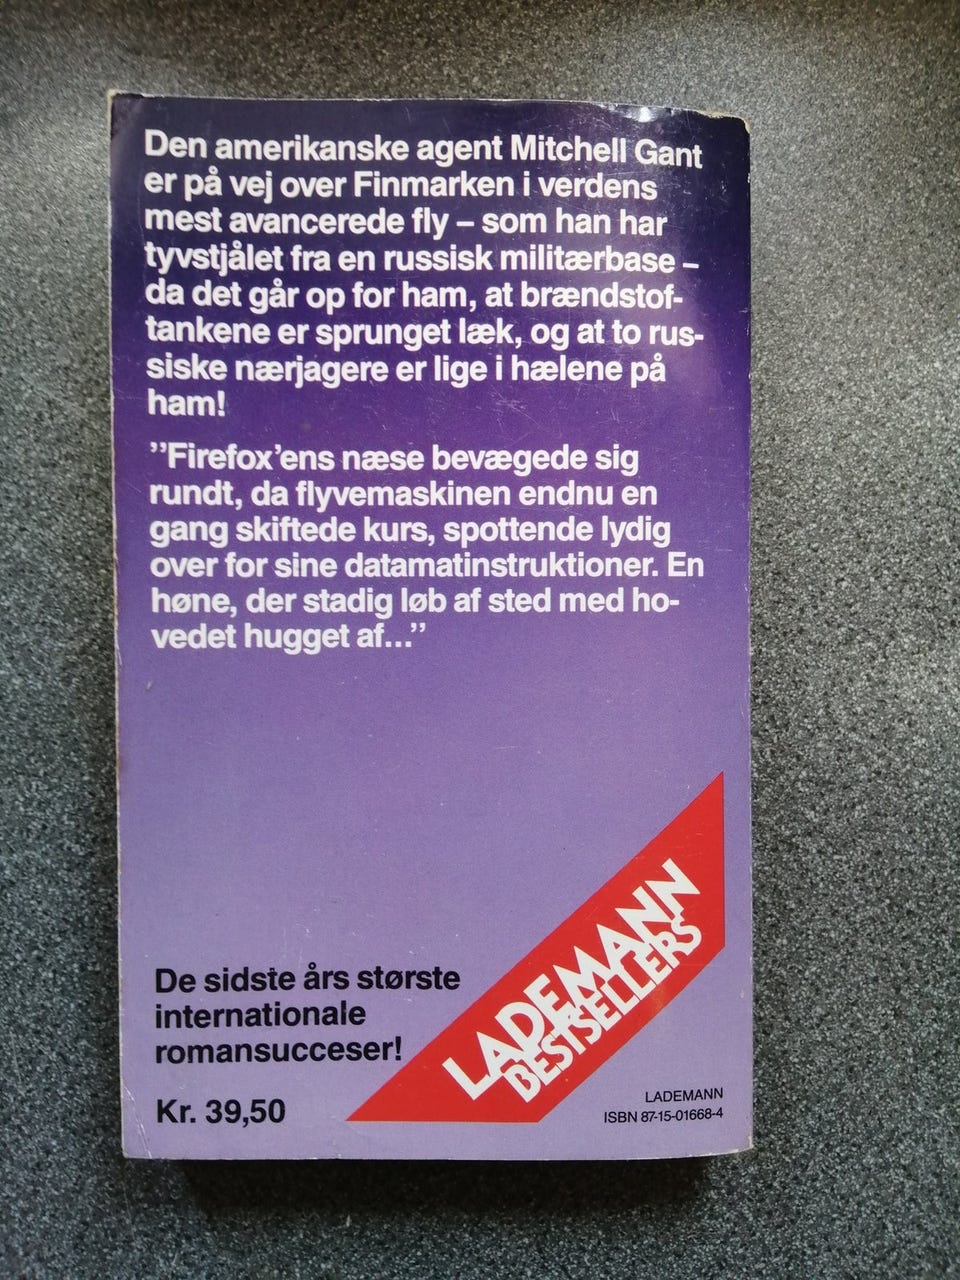 Den amerikanske agent Mitchell Gant
er på vej over Finmarken i verdens
mest avancerede fly – som han har
tyvstjålet fra en russisk militærbase –
da det går op for ham, at brændstof-
tankene er sprunget læk, og at to rus-
siske nærjagere er lige i hælene på
ham!
”Firefox’ens næse bevægede sig
rundt, da flyvemaskinen endnu en
gang skiftede kurs, spottende lydig
over for sine datamatinstruktioner. En
høne, der stadig løb af sted med ho-
vedet hugget af...”
De sidste års største
internationale
romansucceser!
Kr. 39,50
LADEMANN
BESTSELLERS
LADEMANN
ISBN 87-15-01668-4